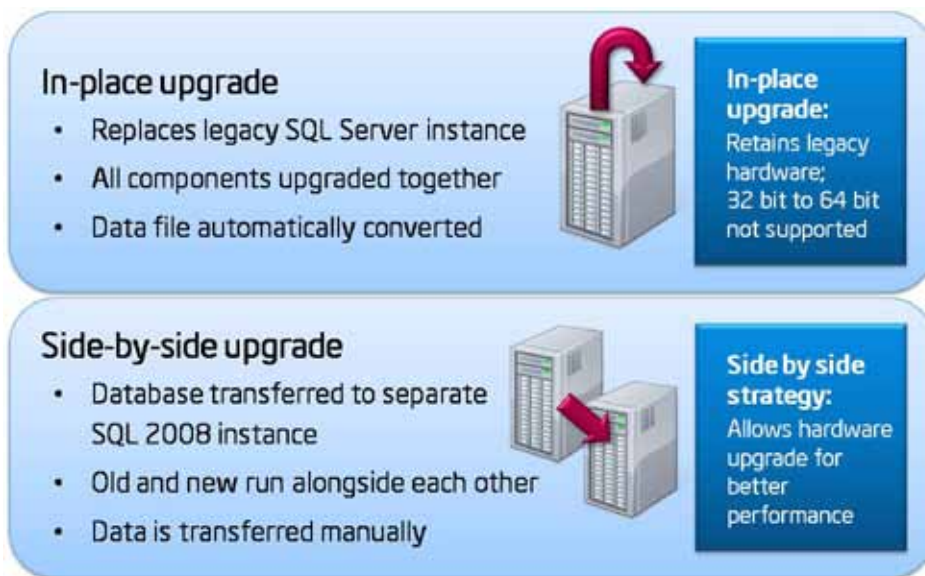 In-place upgrade
• Replaces legacy SQL Server instance
• All components upgraded together
• Data file automatically converted
In-place
upgrade:
Retains legacy
hardware;
32 bit to 64 bit
not supported
Side-by-side upgrade
• Database transferred to separate
SQL 2008 instance
• Old and new run alongside each other
• Data is transferred manually
Side by side
strategy:
Allows hardware
upgrade for
better
performance